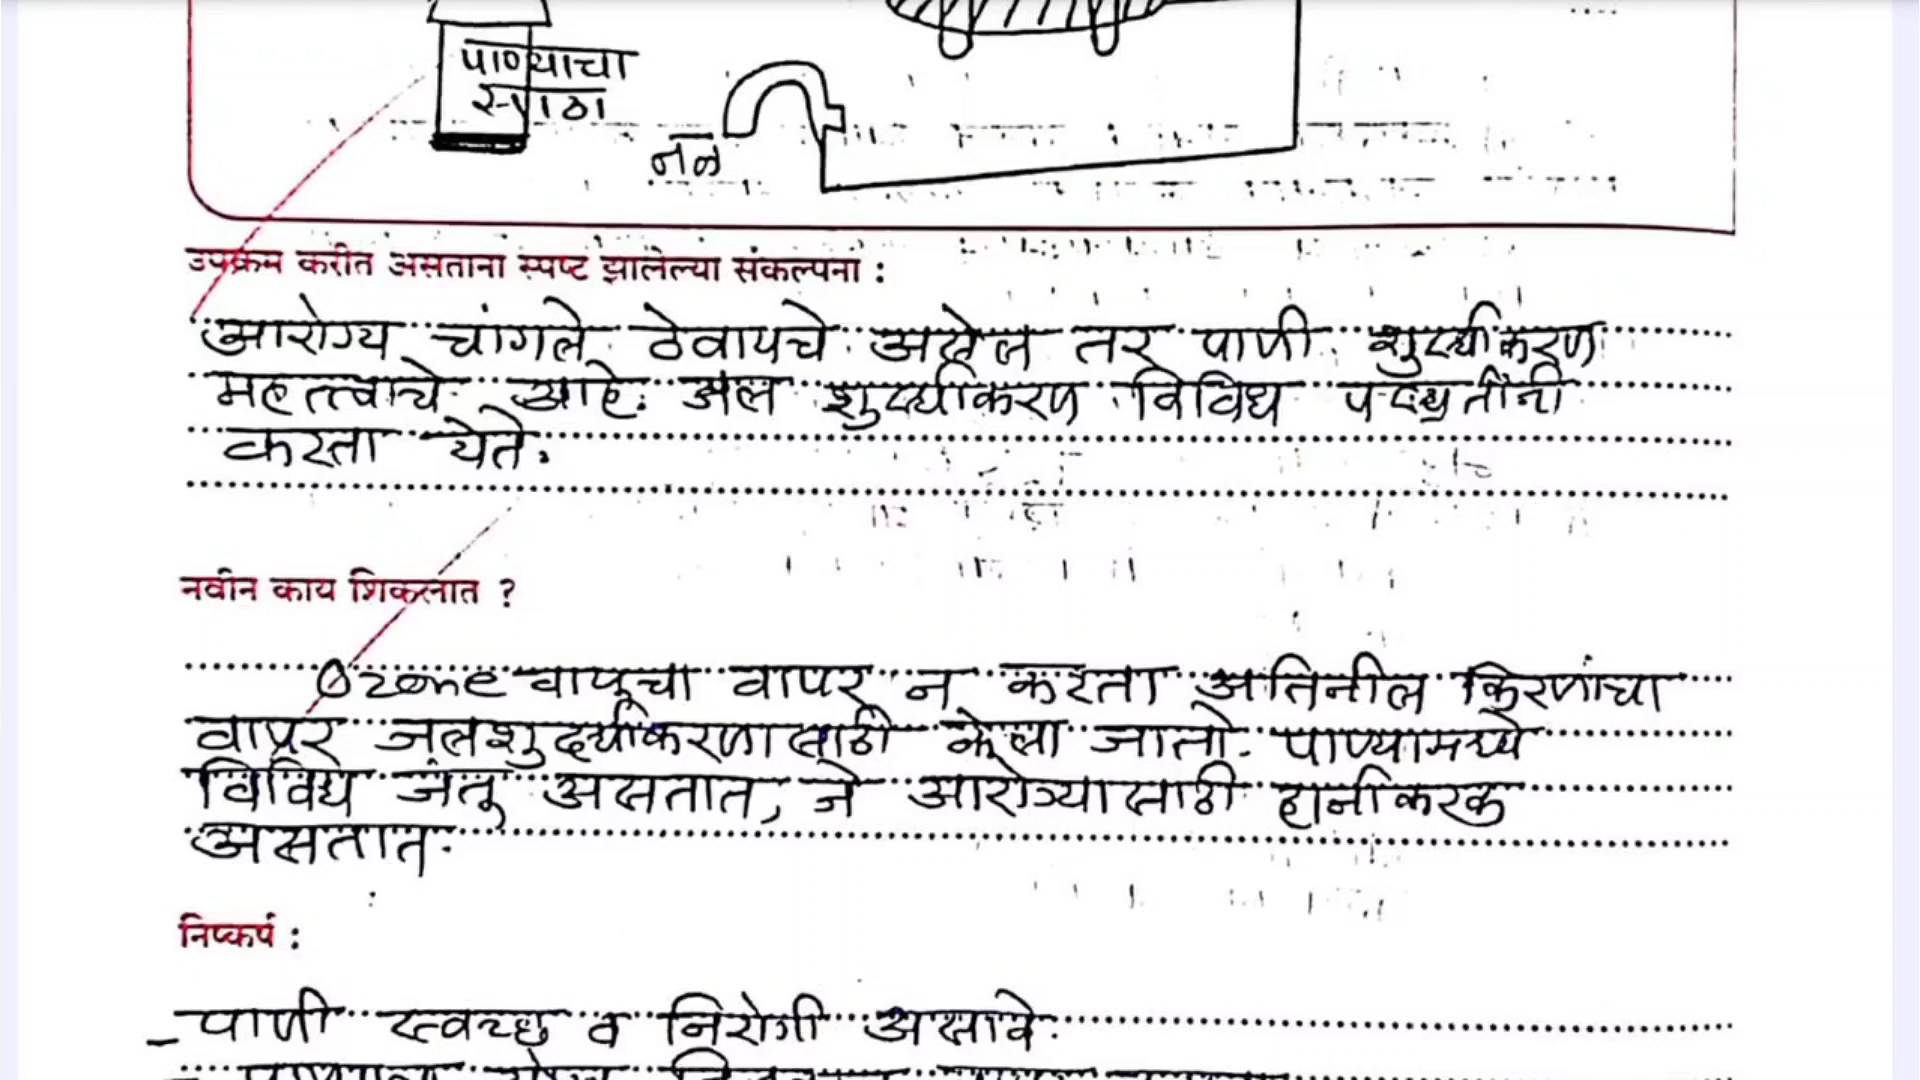 पाण्याचा
साठा
नळ
उपक्रम करीत असताना स्पष्ट झालेल्या संकल्पना :
आरोग्य चांगले ठेवायचे असेल तर पाणी शुद्धीकरण
महत्त्वाचे आहे. जल शुद्धीकरण विविध पद्धतींनी
करता येते.
नवीन काय शिकलात ?
Ozone वायूचा वापर न करता अतिनील किरणांचा
वापर जलशुद्धीकरणासाठी केला जातो. पाण्यामध्ये
विविध जंतू असतात, जे आरोग्यासाठी हानीकारक
असतात.
निष्कर्ष :
- पाणी स्वच्छ व निरोगी असावे.